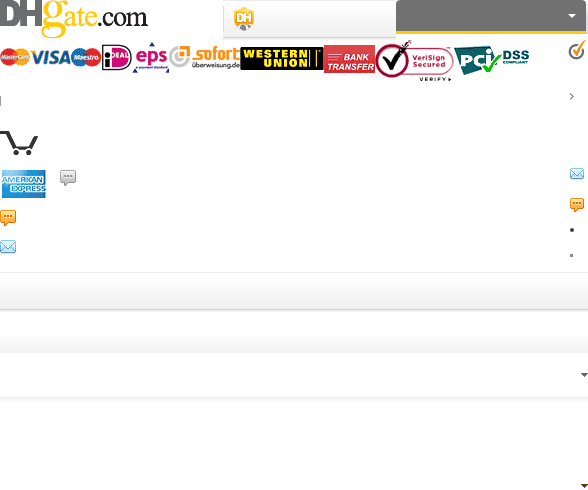 DHgate.com
DH
MasterCard VISA Maestro iDEAL eps e-payment standard sofort überweisung.de WESTERN UNION BANK TRANSFER VeriSign Secured VERIFY PCI DSS COMPLIANT
AMERICAN EXPRESS